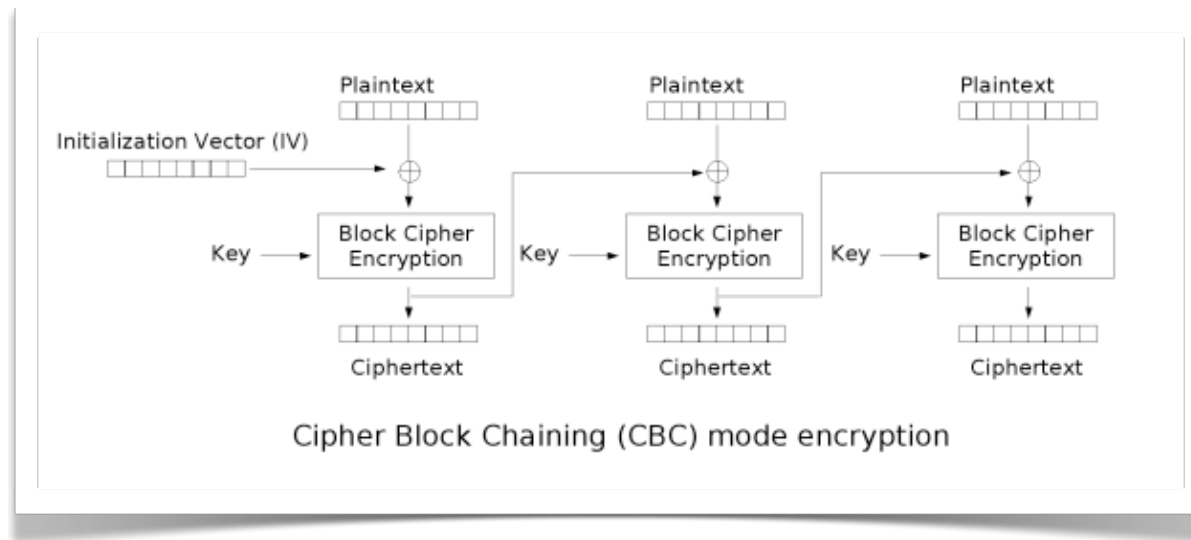 Plaintext
Plaintext
Plaintext
Initialization Vector (IV)
Key
Block Cipher
Encryption
Key
Block Cipher
Encryption
Key
Block Cipher
Encryption
Ciphertext
Ciphertext
Ciphertext
Cipher Block Chaining (CBC) mode encryption